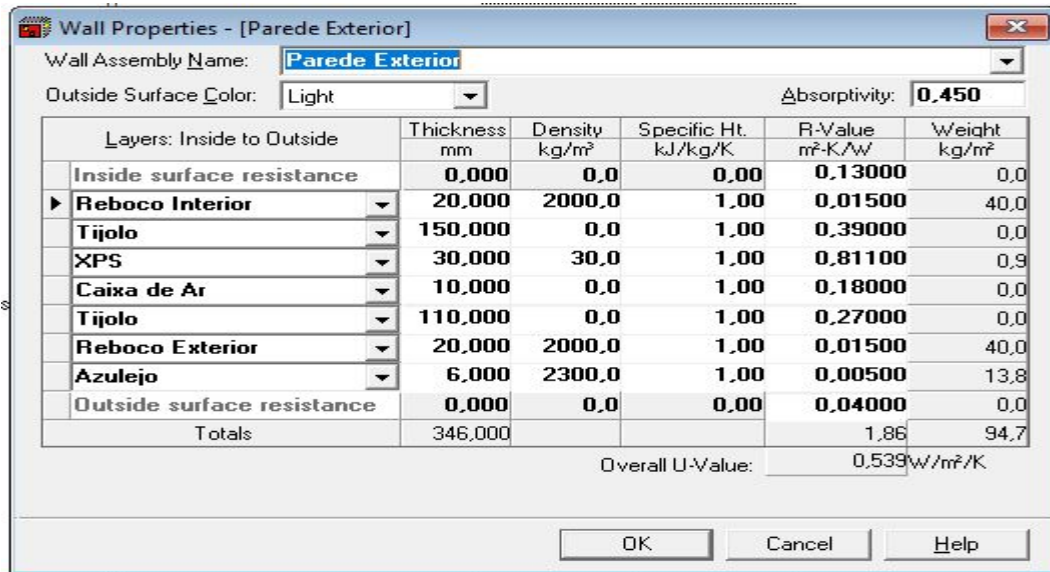 Wall Properties - [Parede Exterior]
Wall Assembly Name: Parede Exterior
Outside Surface Color: Light Absorptivity: 0,450
Layers: Inside to Outside Thickness mm Density kg/m³ Specific Ht. kJ/kg/K R-Value m²-K/W Weight kg/m²
Inside surface resistance 0,000 0,0 0,00 0,13000 0,0
Reboco Interior 20,000 2000,0 1,00 0,01500 40,0
Tijolo 150,000 0,0 1,00 0,39000 0,0
XPS 30,000 30,0 1,00 0,81100 0,9
Caixa de Ar 10,000 0,0 1,00 0,18000 0,0
Tijolo 110,000 0,0 1,00 0,27000 0,0
Reboco Exterior 20,000 2000,0 1,00 0,01500 40,0
Azulejo 6,000 2300,0 1,00 0,00500 13,8
Outside surface resistance 0,000 0,0 0,00 0,04000 0,0
Totals 346,000 1,86 94,7
Overall U-Value: 0,539 W/m²/K
OK Cancel Help